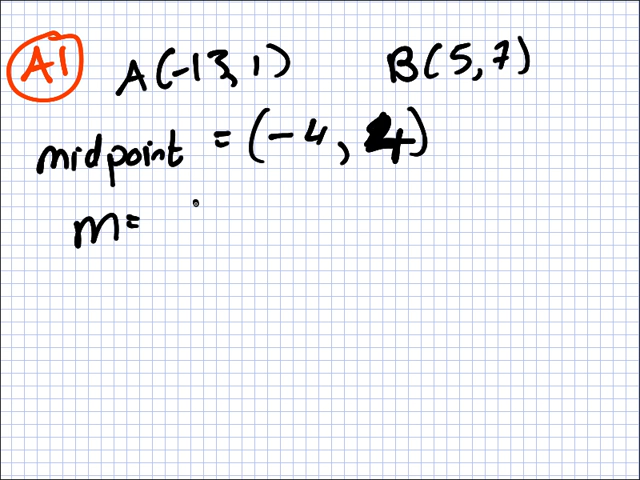 A1 A(-13,1) B(5,7)
midpoint = (-4, 4)
m=